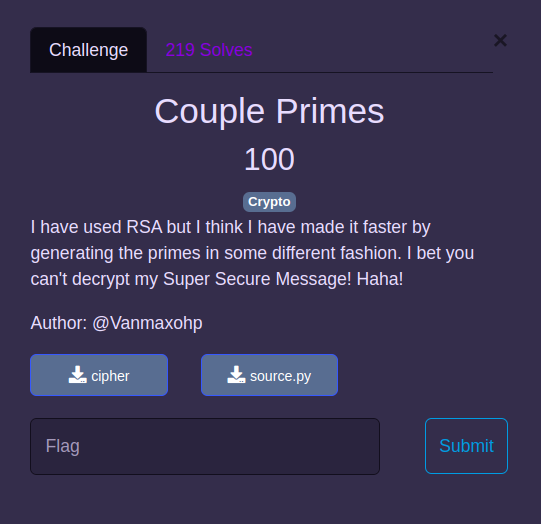 Challenge
219 Solves
×
Couple Primes
100
Crypto
I have used RSA but I think I have made it faster by
generating the primes in some different fashion. I bet you
can't decrypt my Super Secure Message! Haha!
Author: @Vanmaxohp
cipher
source.py
Flag
Submit